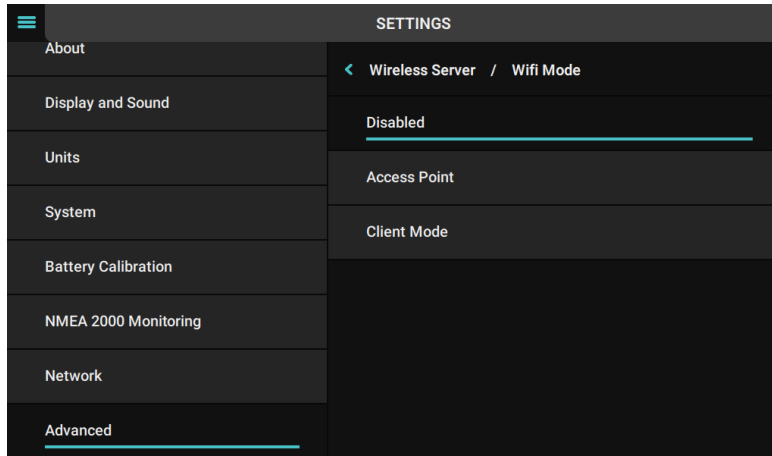 SETTINGS
About
Display and Sound
Units
System
Battery Calibration
NMEA 2000 Monitoring
Network
Advanced
Wireless Server / Wifi Mode
Disabled
Access Point
Client Mode